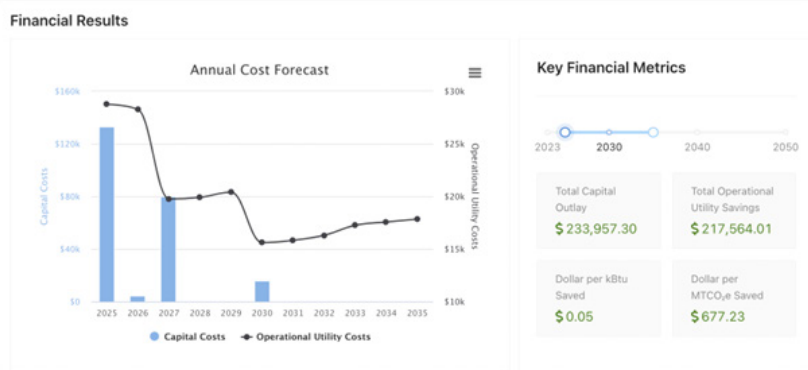 Financial Results
Annual Cost Forecast
$160k
$120k
$80k
$40k
$0
Capital Costs
$30k
$25k
$20k
$15k
$10k
Operational Utility Costs
2025 2026 2027 2028 2029 2030 2031 2032 2033 2034 2035
Capital Costs Operational Utility Costs
Key Financial Metrics
2023 2030 2040 2050
Total Capital
Outlay
$233,957.30
Total Operational
Utility Savings
$217,564.01
Dollar per kBtu
Saved
$0.05
Dollar per
MTCO₂e Saved
$677.23